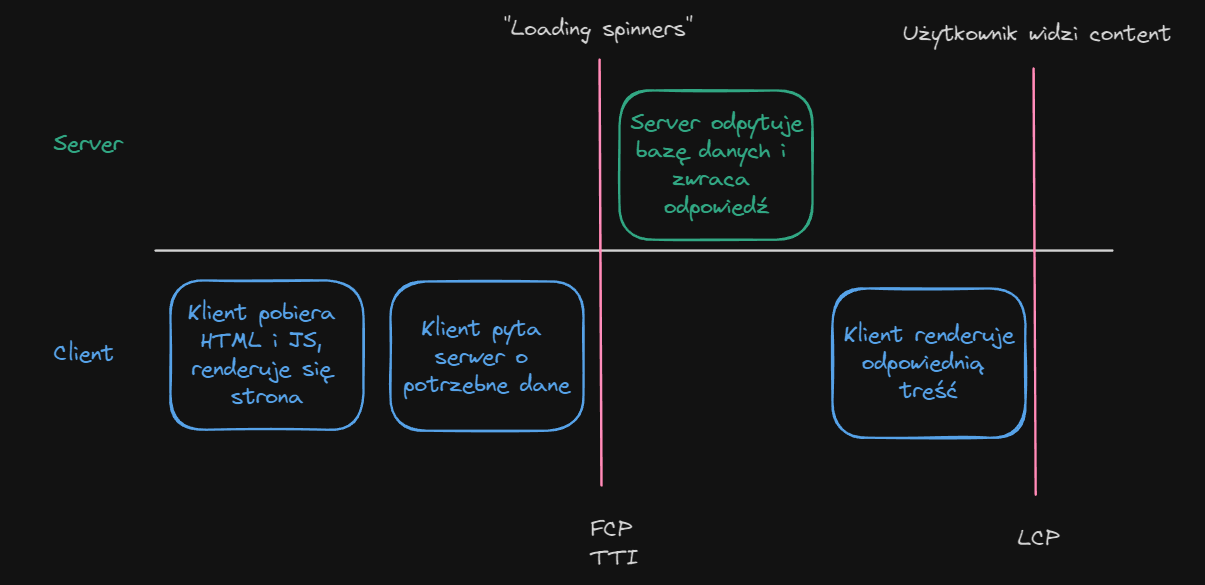 "Loading spinners"
Użytkownik widzi content
Server
Server odpytuje
bazę danych i
zwraca
odpowiedź
Client
Klient pobiera
HTML i JS,
renderuje się
strona
Klient pyta
serwer o
potrzebne dane
Klient renderuje
odpowiednią
treść
FCP
TTI
LCP